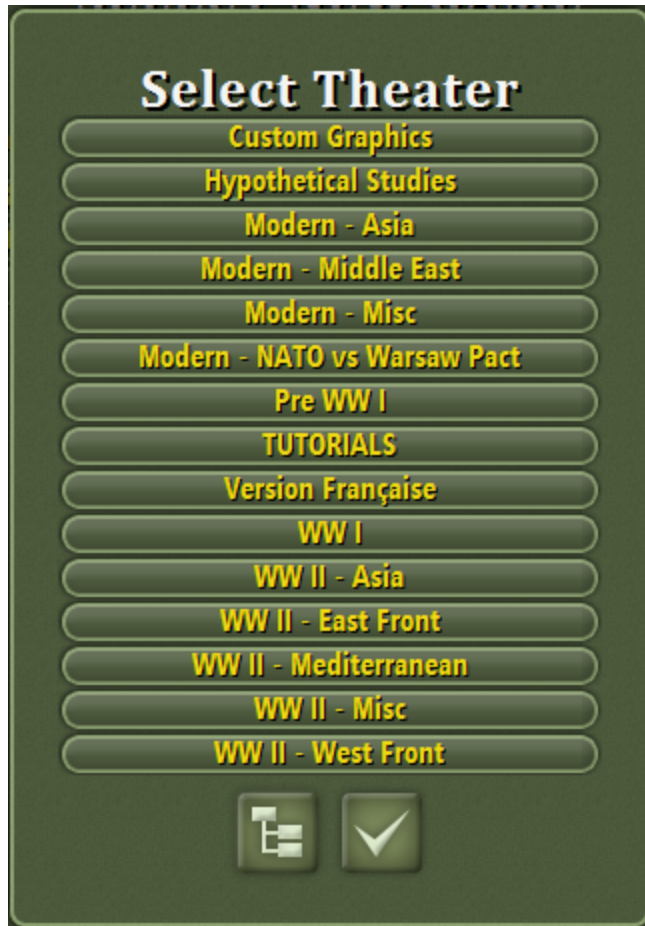 Select Theater
Custom Graphics
Hypothetical Studies
Modern - Asia
Modern - Middle East
Modern - Misc
Modern - NATO vs Warsaw Pact
Pre WW I
TUTORIALS
Version Française
WW I
WW II - Asia
WW II - East Front
WW II - Mediterranean
WW II - Misc
WW II - West Front